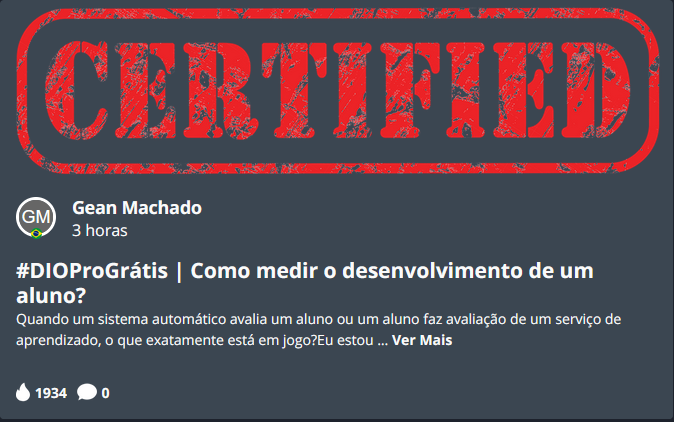 CERTIFIED
GM
Gean Machado
3 horas
#DIOProGrátis | Como medir o desenvolvimento de um
aluno?
Quando um sistema automático avalia um aluno ou um aluno faz avaliação de um serviço de
aprendizado, o que exatamente está em jogo?Eu estou ... Ver Mais
1934 0